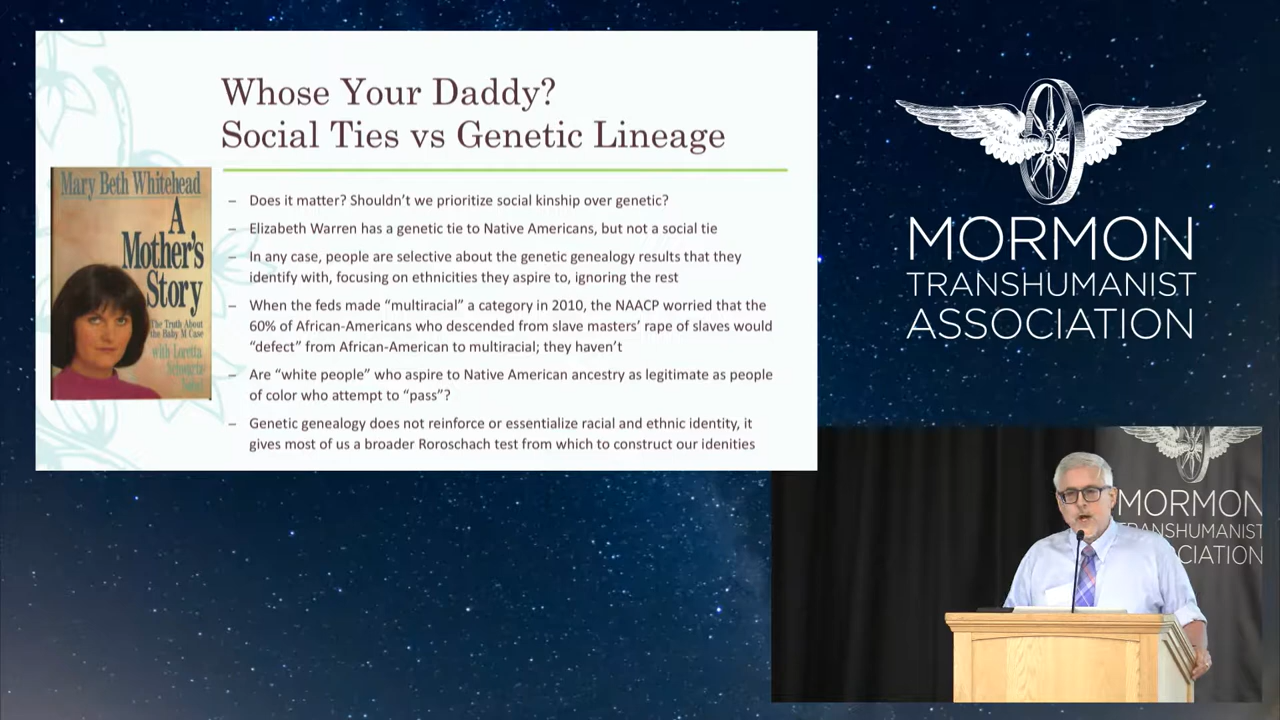 Whose Your Daddy?
Social Ties vs Genetic Lineage
Mary Beth Whitehead
A
Mother's
Story
The Truth About
the Baby M Case
with Loretta
Schwartz
Nobel
– Does it matter? Shouldn't we prioritize social kinship over genetic?
– Elizabeth Warren has a genetic tie to Native Americans, but not a social tie
– In any case, people are selective about the genetic genealogy results that they
identify with, focusing on ethnicities they aspire to, ignoring the rest
– When the feds made "multiracial" a category in 2010, the NAACP worried that the
60% of African-Americans who descended from slave masters' rape of slaves would
"defect" from African-American to multiracial; they haven't
– Are "white people" who aspire to Native American ancestry as legitimate as people
of color who attempt to "pass"?
– Genetic genealogy does not reinforce or essentialize racial and ethnic identity, it
gives most of us a broader Roroschach test from which to construct our idenities
MORMON
TRANSHUMANIST
ASSOCIATION
MORMON
TRANSHUMANIST
CIATION